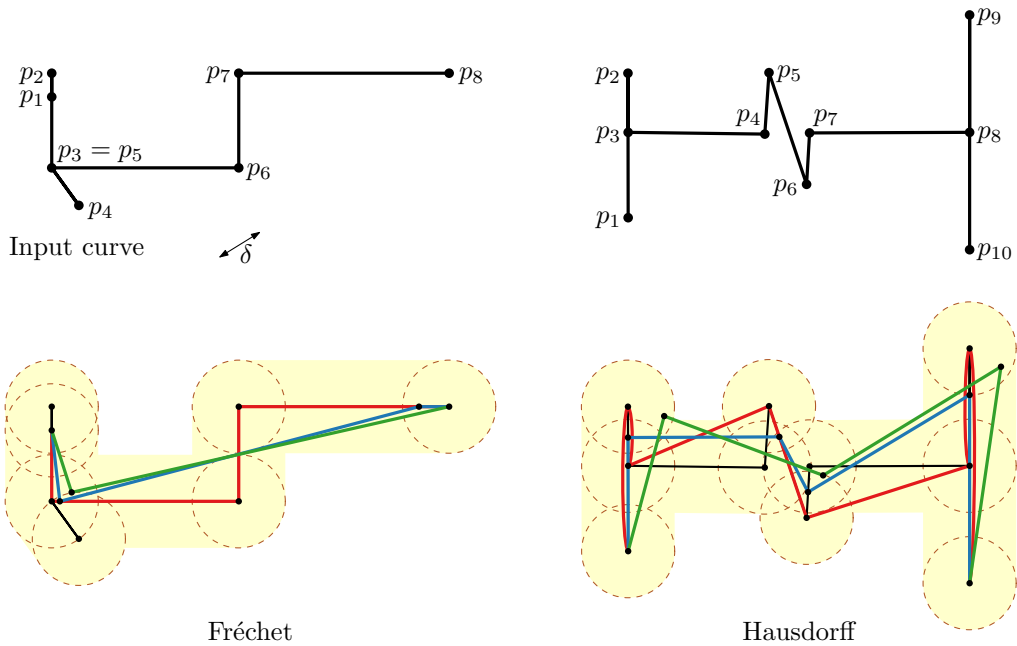 p2
p1
p3 = p5
p4
p6
p7
p8
Input curve
δ
p2
p3
p1
p4
p5
p6
p7
p9
p8
p10
Fréchet
Hausdorff